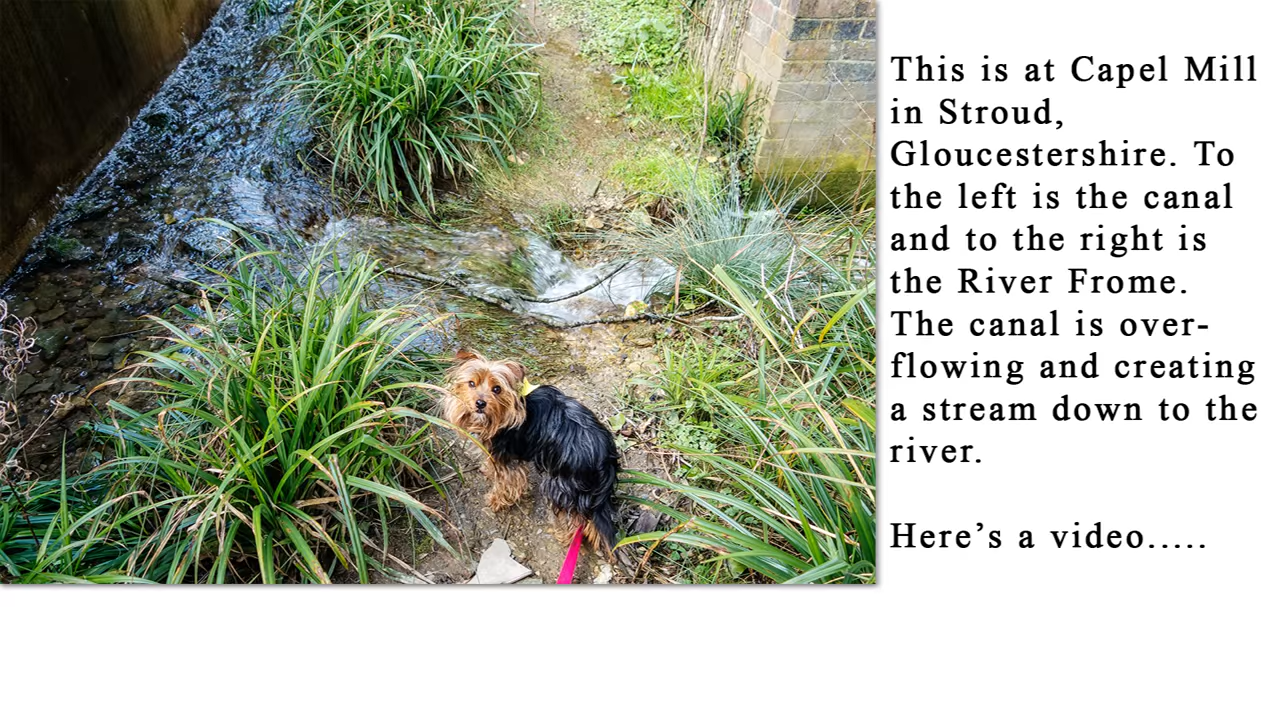 This is at Capel Mill
in Stroud,
Gloucestershire. To
the left is the canal
and to the right is
the River Frome.
The canal is over-
flowing and creating
a stream down to the
river.
Here’s a video.....